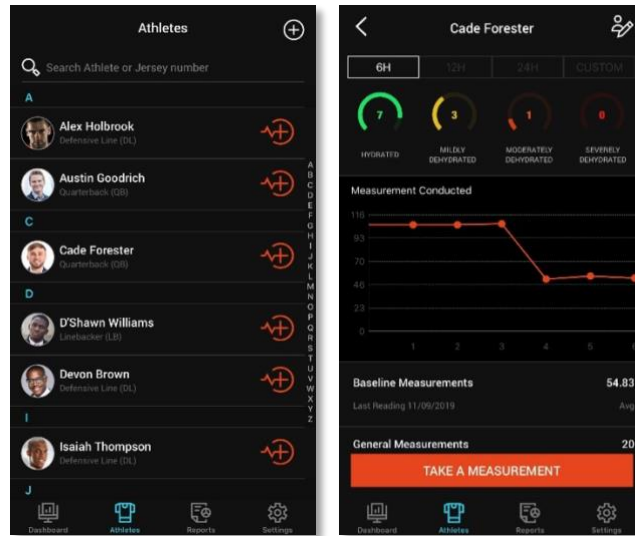 Athletes
Search Athlete or Jersey number
A
Alex Holbrook
Defensive Line (DL)
Austin Goodrich
Quarterback (QB)
C
Cade Forester
Quarterback (QB)
D
D'Shawn Williams
Linebacker (LB)
Devon Brown
Defensive Line (DL)
I
Isaiah Thompson
Defensive Line (DL)
J
A
B
C
D
E
F
G
H
I
J
K
L
M
N
O
P
Q
R
S
T
U
V
W
X
Y
Z
Dashboard
Athletes
Reports
Settings
Cade Forester
6H
12H
24H
CUSTOM
7
3
1
0
HYDRATED
MILDLY
DEHYDRATED
MODERATELY
DEHYDRATED
SEVERELY
DEHYDRATED
Measurement Conducted
116
93
70
46
23
0
1
2
3
4
5
6
Baseline Measurements
54.83
Last Reading 11/09/2019
Avg
General Measurements
20
TAKE A MEASUREMENT
Dashboard
Athletes
Reports
Settings